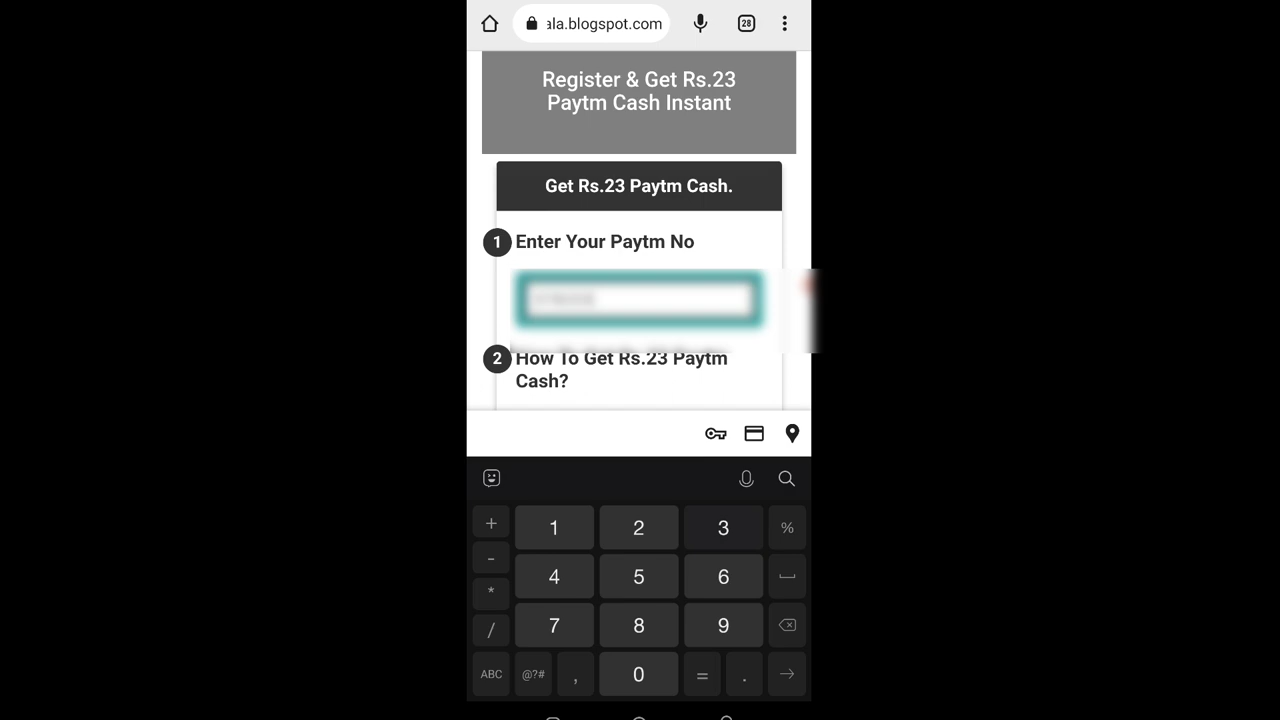 ala.blogspot.com
28
Register & Get Rs.23
Paytm Cash Instant
Get Rs.23 Paytm Cash.
1 Enter Your Paytm No
2 How To Get Rs.23 Paytm
Cash?
+ 1 2 3 %
- 4 5 6
* 7 8 9
/
ABC @?# , 0 = .